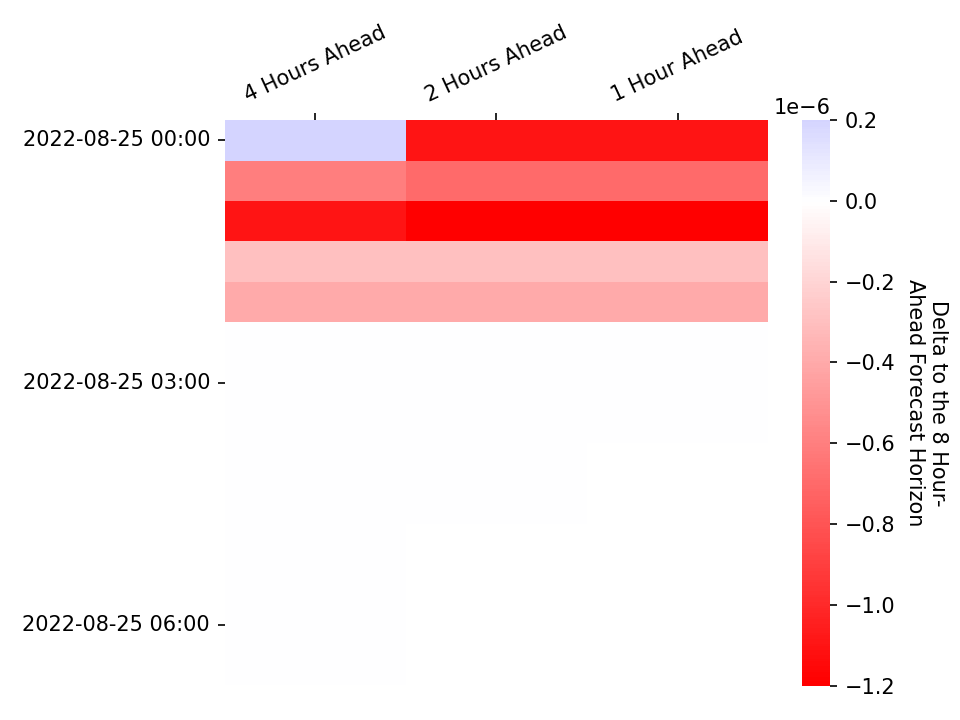 4 Hours Ahead
2 Hours Ahead
1 Hour Ahead
1e−6
2022-08-25 00:00
2022-08-25 03:00
2022-08-25 06:00
0.2
0.0
−0.2
−0.4
−0.6
−0.8
−1.0
−1.2
Delta to the 8 Hour-
Ahead Forecast Horizon